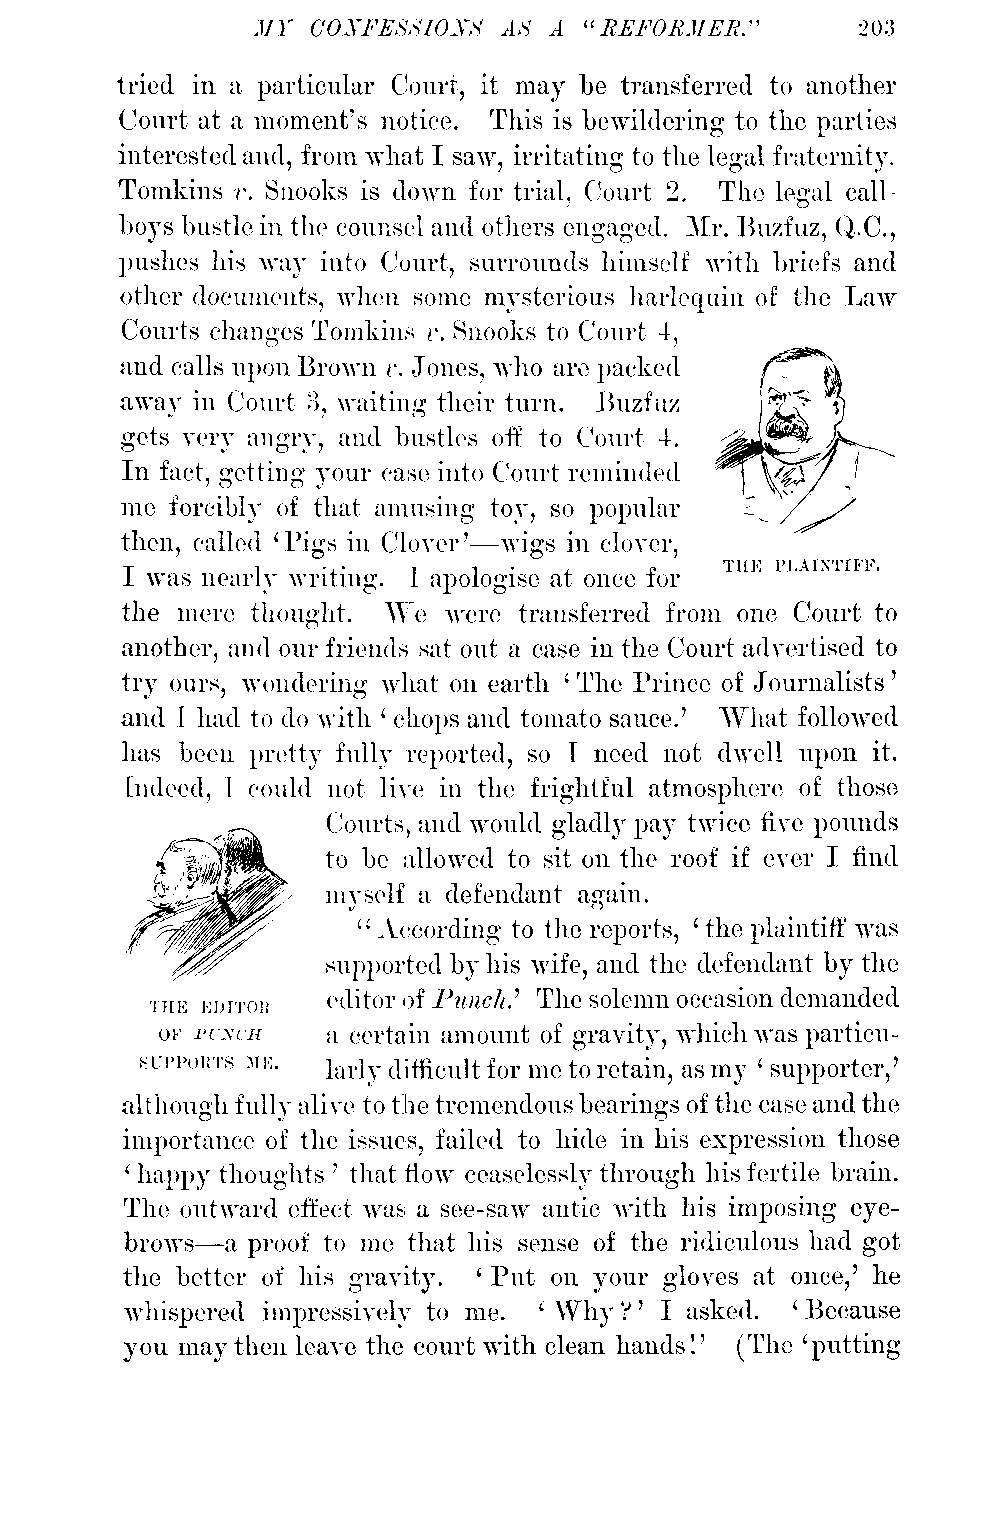 MY CONFESSIONS AS A "REFORMER." 203
tried in a particular Court, it may be transferred to another
Court at a moment's notice. This is bewildering to the parties
interested and, from what I saw, irritating to the legal fraternity.
Tomkins v. Snooks is down for trial, Court 2. The legal call-
boys bustle in the counsel and others engaged. Mr. Buzfuz, Q.C.,
pushes his way into Court, surrounds himself with briefs and
other documents, when some mysterious harlequin of the Law
Courts changes Tomkins v. Snooks to Court 4,
and calls upon Brown v. Jones, who are packed
away in Court 3, waiting their turn. Buzfuz
gets very angry, and bustles off to Court 4.
In fact, getting your case into Court reminded
me forcibly of that amusing toy, so popular
then, called 'Pigs in Clover'—wigs in clover,
I was nearly writing. I apologise at once for
THE PLAINTIFF.
the mere thought. We were transferred from one Court to
another, and our friends sat out a case in the Court advertised to
try ours, wondering what on earth 'The Prince of Journalists'
and I had to do with 'chops and tomato sauce.' What followed
has been pretty fully reported, so I need not dwell upon it.
Indeed, I could not live in the frightful atmosphere of those
Courts, and would gladly pay twice five pounds
to be allowed to sit on the roof if ever I find
myself a defendant again.
"According to the reports, 'the plaintiff was
supported by his wife, and the defendant by the
editor of Punch.' The solemn occasion demanded
a certain amount of gravity, which was particu-
larly difficult for me to retain, as my 'supporter,'
THE EDITOR
OF PUNCH
SUPPORTS ME.
although fully alive to the tremendous bearings of the case and the
importance of the issues, failed to hide in his expression those
'happy thoughts' that flow ceaselessly through his fertile brain.
The outward effect was a see-saw antic with his imposing eye-
brows—a proof to me that his sense of the ridiculous had got
the better of his gravity. 'Put on your gloves at once,' he
whispered impressively to me. 'Why?' I asked. 'Because
you may then leave the court with clean hands!' (The 'putting